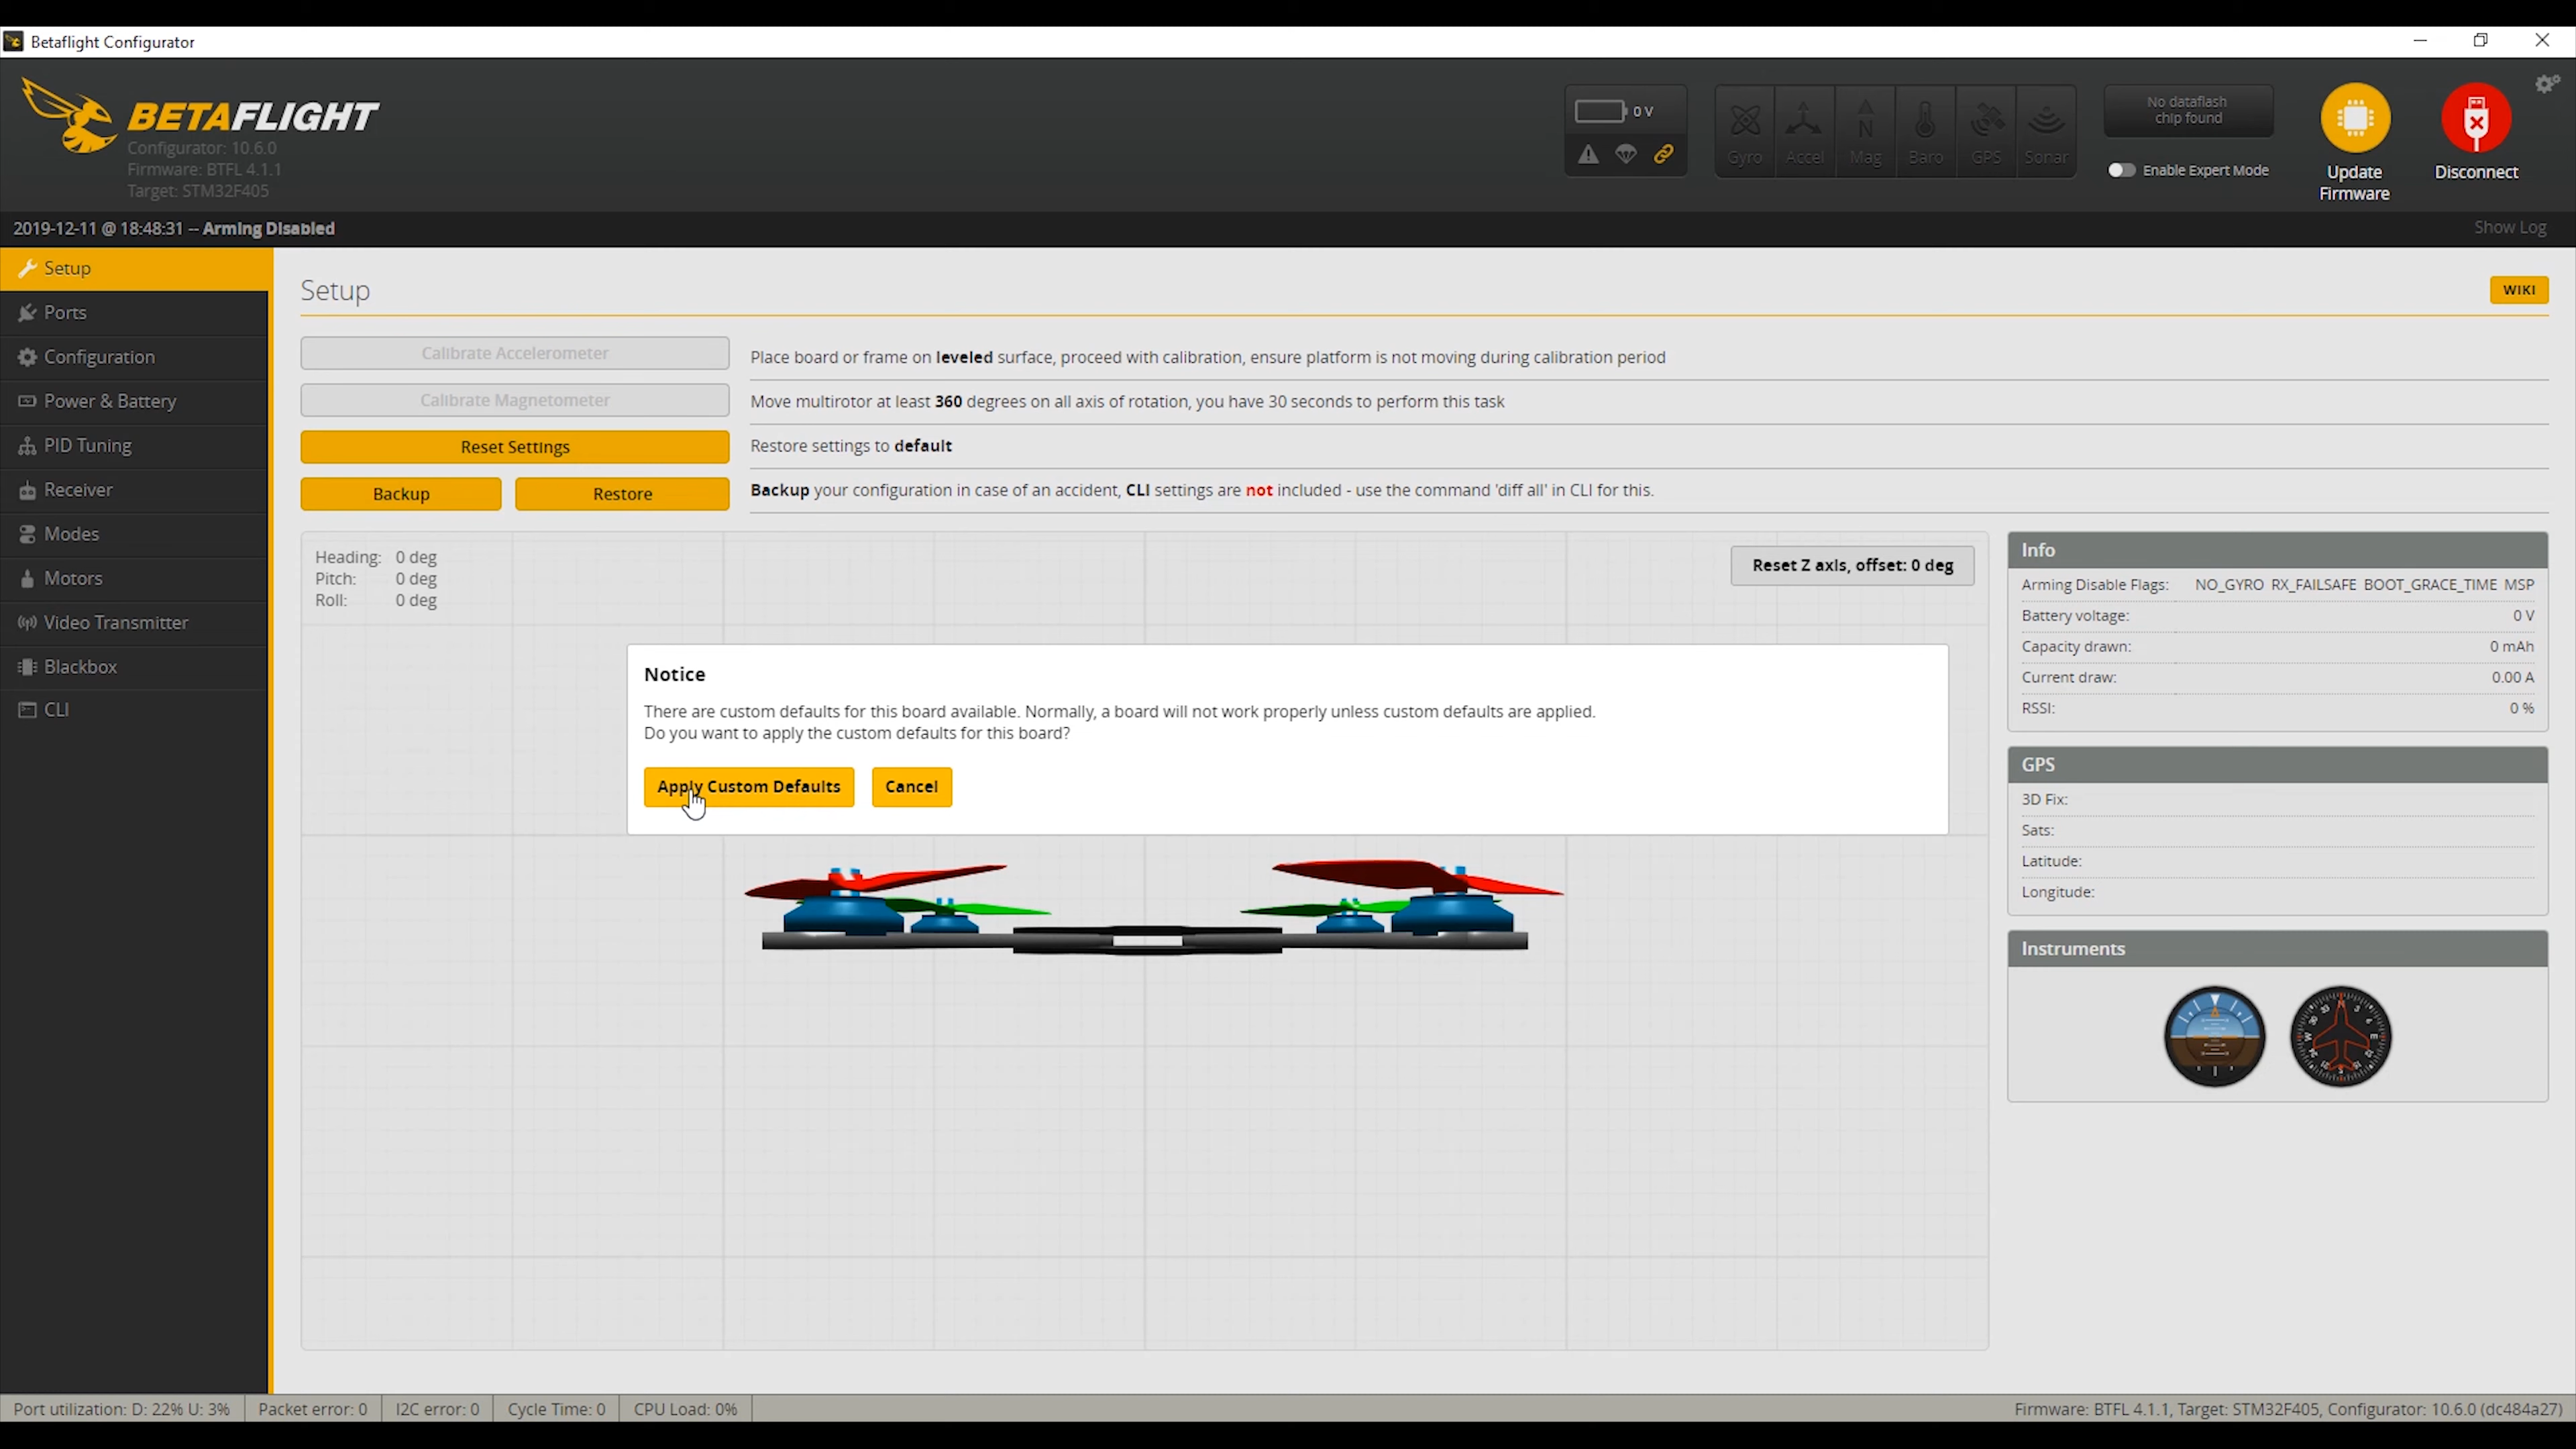 Betaflight Configurator
BETAFLIGHT
Configurator: 10.6.0
Firmware: BTFL 4.1.1
Target: STM32F405
0 V
Gyro
Accel
Mag
Baro
GPS
Sonar
No dataflash
chip found
Enable Expert Mode
Update
Firmware
Disconnect
2019-12-11 @ 18:48:31 -- Arming Disabled
Show Log
Setup
Ports
Configuration
Power & Battery
PID Tuning
Receiver
Modes
Motors
Video Transmitter
Blackbox
CLI
Setup
WIKI
Calibrate Accelerometer
Place board or frame on leveled surface, proceed with calibration, ensure platform is not moving during calibration period
Calibrate Magnetometer
Move multirotor at least 360 degrees on all axis of rotation, you have 30 seconds to perform this task
Reset Settings
Restore settings to default
Backup
Restore
Backup your configuration in case of an accident, CLI settings are not included - use the command 'diff all' in CLI for this.
Heading: 0 deg
Pitch: 0 deg
Roll: 0 deg
Reset Z axis, offset: 0 deg
Notice
There are custom defaults for this board available. Normally, a board will not work properly unless custom defaults are applied.
Do you want to apply the custom defaults for this board?
Apply Custom Defaults
Cancel
Info
Arming Disable Flags: NO_GYRO RX_FAILSAFE BOOT_GRACE_TIME MSP
Battery voltage: 0 V
Capacity drawn: 0 mAh
Current draw: 0.00 A
RSSI: 0 %
GPS
3D Fix:
Sats:
Latitude:
Longitude:
Instruments
Port utilization: D: 22% U: 3%
Packet error: 0
I2C error: 0
Cycle Time: 0
CPU Load: 0%
Firmware: BTFL 4.1.1, Target: STM32F405, Configurator: 10.6.0 (dc484a27)